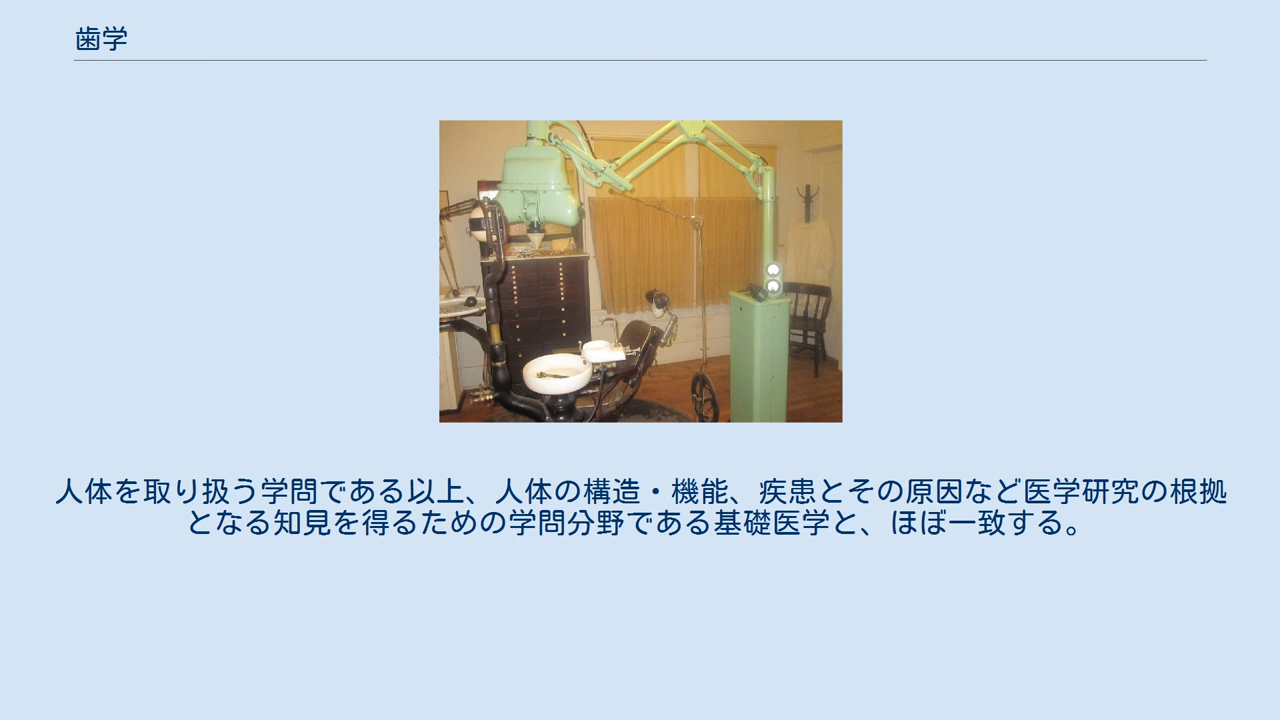 歯学
人体を取り扱う学問である以上、人体の構造・機能、疾患とその原因など医学研究の根拠
となる知見を得るための学問分野である基礎医学と、ほぼ一致する。